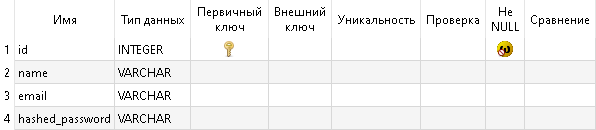 Имя Тип данных Первичный ключ Внешний ключ Уникальность Проверка Не NULL Сравнение
1 id INTEGER
2 name VARCHAR
3 email VARCHAR
4 hashed_password VARCHAR